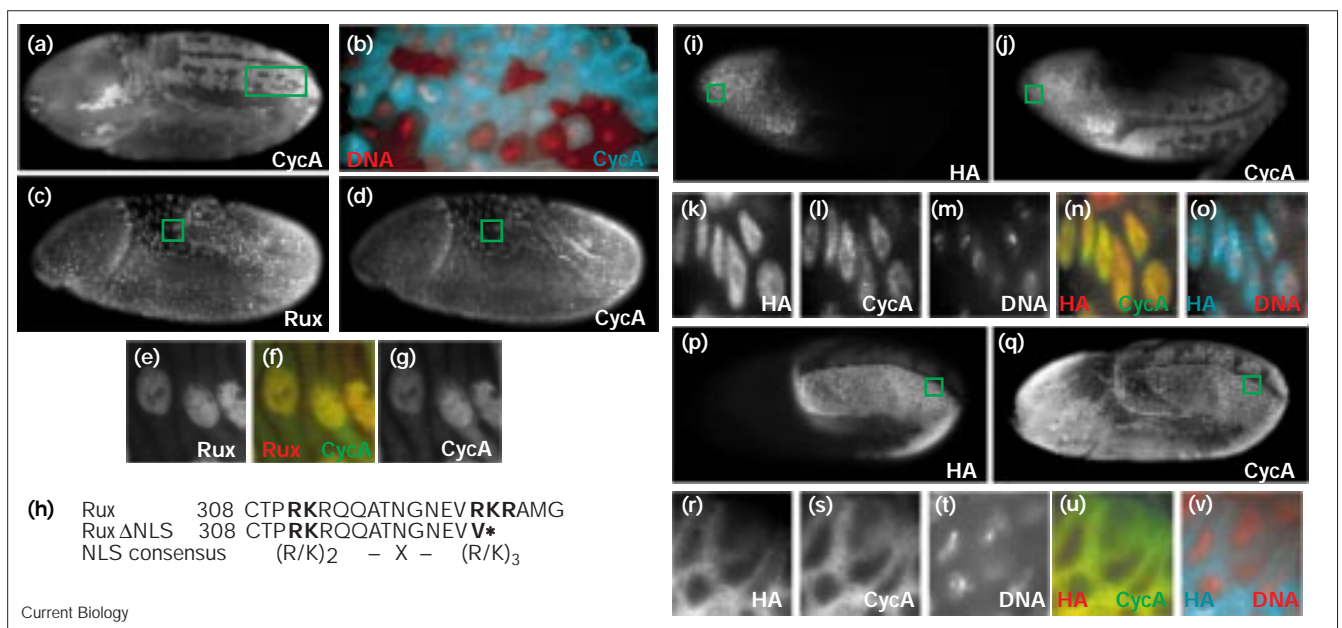 (a)
CycA
(b)
DNA CycA
(c)
Rux
(d)
CycA
(e)
Rux
(f)
Rux CycA
(g)
CycA
(h) Rux 308 CTPRKRQQATNGNEVRKRAMG
Rux ΔNLS 308 CTPRKRQQATNGNEVV*
NLS consensus (R/K)2 – X – (R/K)3
Current Biology
(i)
HA
(j)
CycA
(k)
HA
(l)
CycA
(m)
DNA
(n)
HA CycA
(o)
HA DNA
(p)
HA
(q)
CycA
(r)
HA
(s)
CycA
(t)
DNA
(u)
HA CycA
(v)
HA DNA